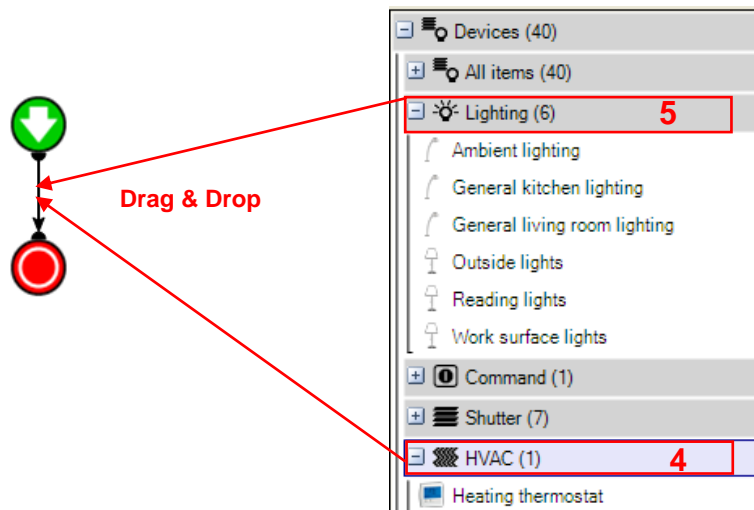 Devices (40)
All items (40)
Lighting (6) 5
Ambient lighting
General kitchen lighting
General living room lighting
Outside lights
Reading lights
Work surface lights
Command (1)
Shutter (7)
HVAC (1) 4
Heating thermostat
Drag & Drop